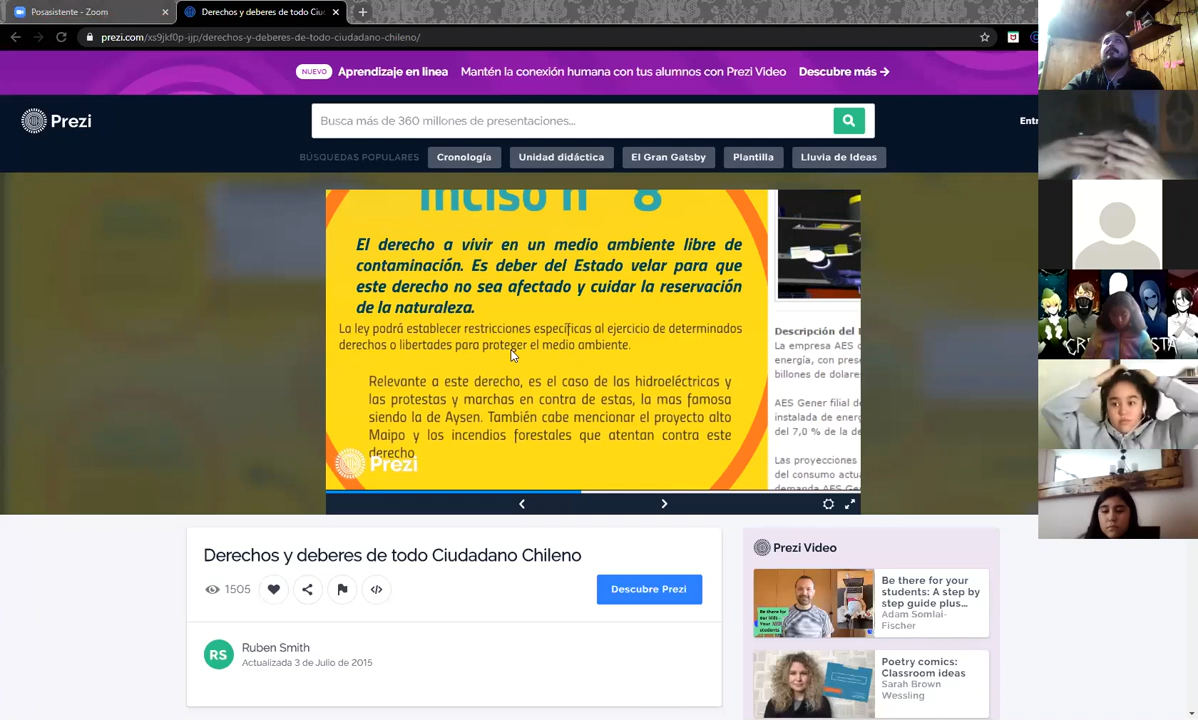 Posasistente - Zoom
Derechos y deberes de todo Ciu
prezi.com/xs9jkf0p-ijp/derechos-y-deberes-de-todo-ciudadano-chileno/
NUEVO Aprendizaje en linea Mantén la conexión humana con tus alumnos con Prezi Video Descubre más
Prezi
Busca más de 360 millones de presentaciones...
Entr
BÚSQUEDAS POPULARES Cronología Unidad didáctica El Gran Gatsby Plantilla Lluvia de Ideas
Inciso n° 8
El derecho a vivir en un medio ambiente libre de
contaminación. Es deber del Estado velar para que
este derecho no sea afectado y cuidar la reservación
de la naturaleza.
La ley podrá establecer restricciones específicas al ejercicio de determinados
derechos o libertades para proteger el medio ambiente.
Relevante a este derecho, es el caso de las hidroeléctricas y
las protestas y marchas en contra de estas, la mas famosa
siendo la de Aysen. También cabe mencionar el proyecto alto
Maipo y los incendios forestales que atentan contra este
derecho
Prezi
Descripción del
La empresa AES
energía, con pres
billones de dolare
AES Gener filial d
instalada de energ
del 7,0 % de la d
Las proyecciones
del consumo actu
demanda AES Ge
Derechos y deberes de todo Ciudadano Chileno
1505
Descubre Prezi
RS
Ruben Smith
Actualizada 3 de Julio de 2015
Prezi Video
Be there for your
students: A step by
step guide plus...
Adam Somlai-
Fischer
Poetry comics:
Classroom ideas
Sarah Brown
Wessling